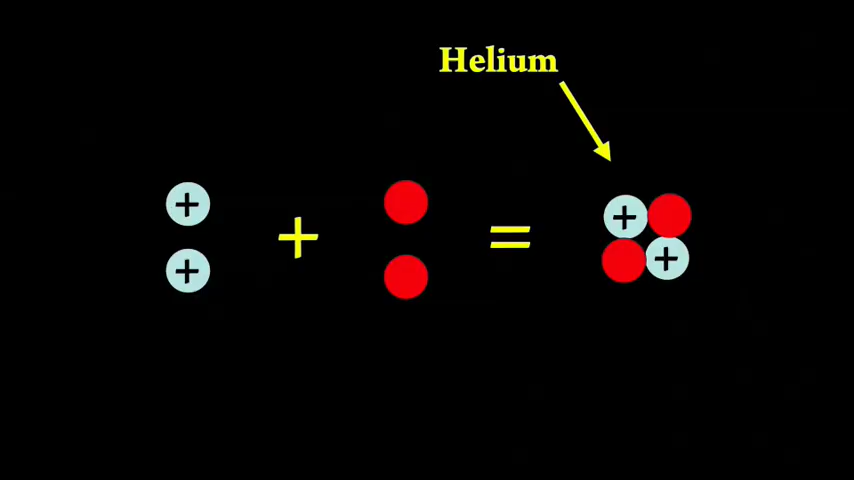 Helium
+ + = +
+ +